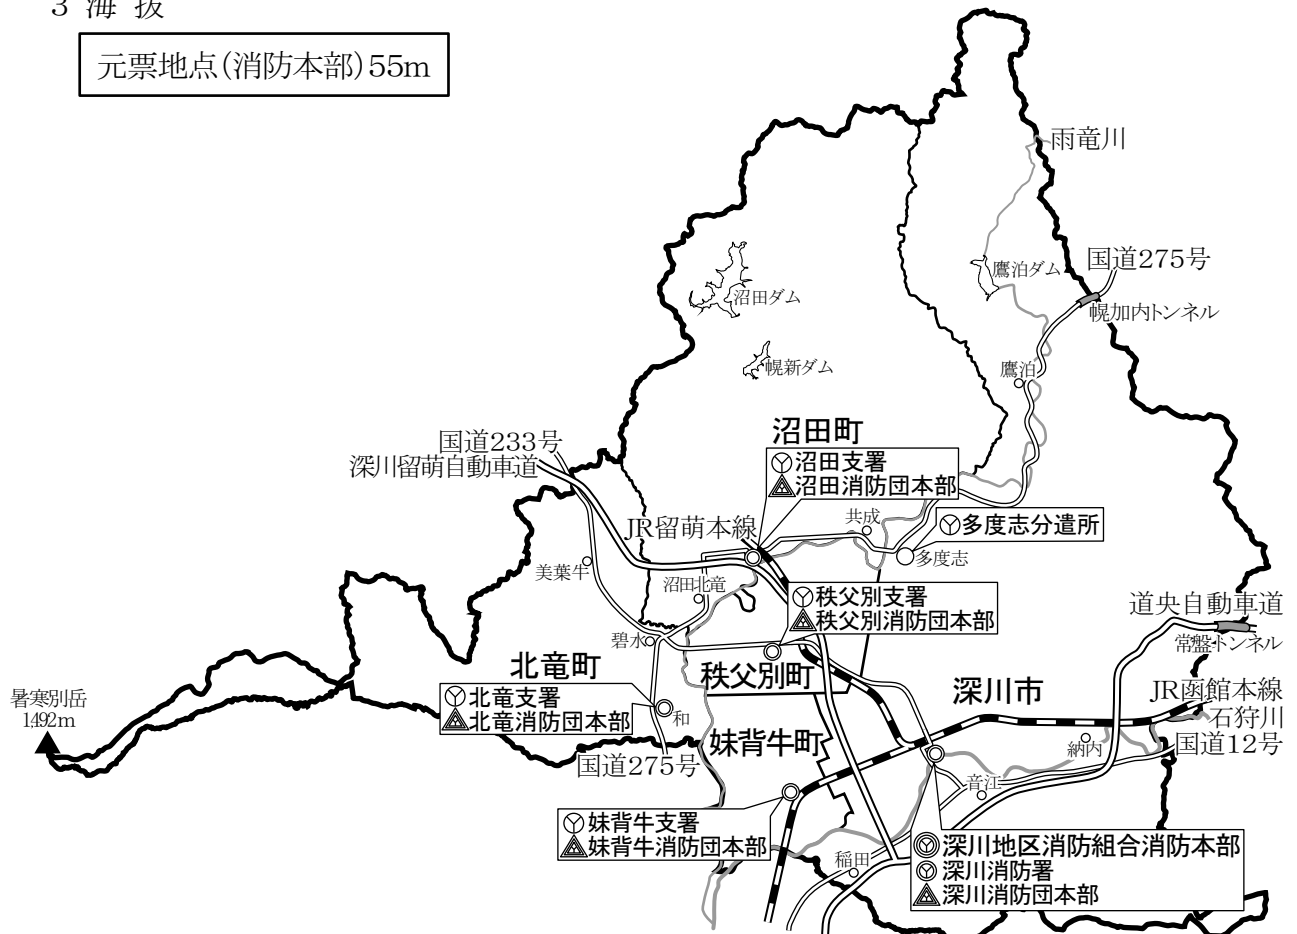 3 海 抜
元票地点(消防本部)55m
雨竜川
国道275号
鷹泊ダム
沼田ダム
幌加内トンネル
幌新ダム
鷹泊
沼田町
国道233号
深川留萌自動車道
沼田支署
沼田消防団本部
共成
JR留萌本線
多度志分遣所
多度志
美葉牛
沼田北竜
秩父別支署
秩父別消防団本部
道央自動車道
常盤トンネル
碧水
北竜町
秩父別町
深川市
暑寒別岳
1,492m
北竜支署
北竜消防団本部
和
JR函館本線
石狩川
国道12号
納内
妹背牛町
国道275号
音江
妹背牛支署
妹背牛消防団本部
稲田
深川地区消防組合消防本部
深川消防署
深川消防団本部